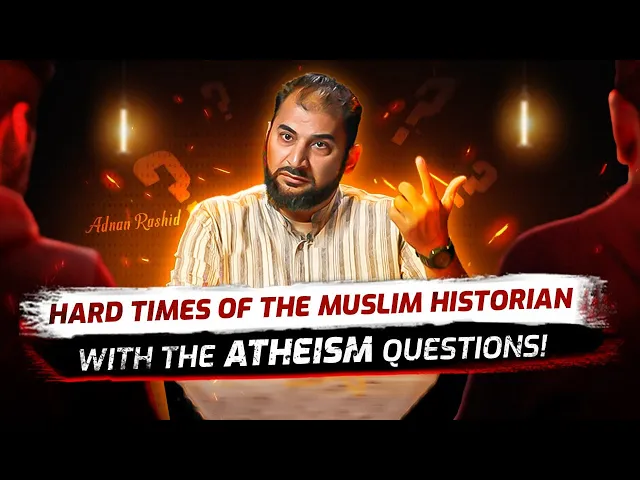 Adnan Rashid
HARD TIMES OF THE MUSLIM HISTORIAN
WITH THE ATHEISM QUESTIONS!